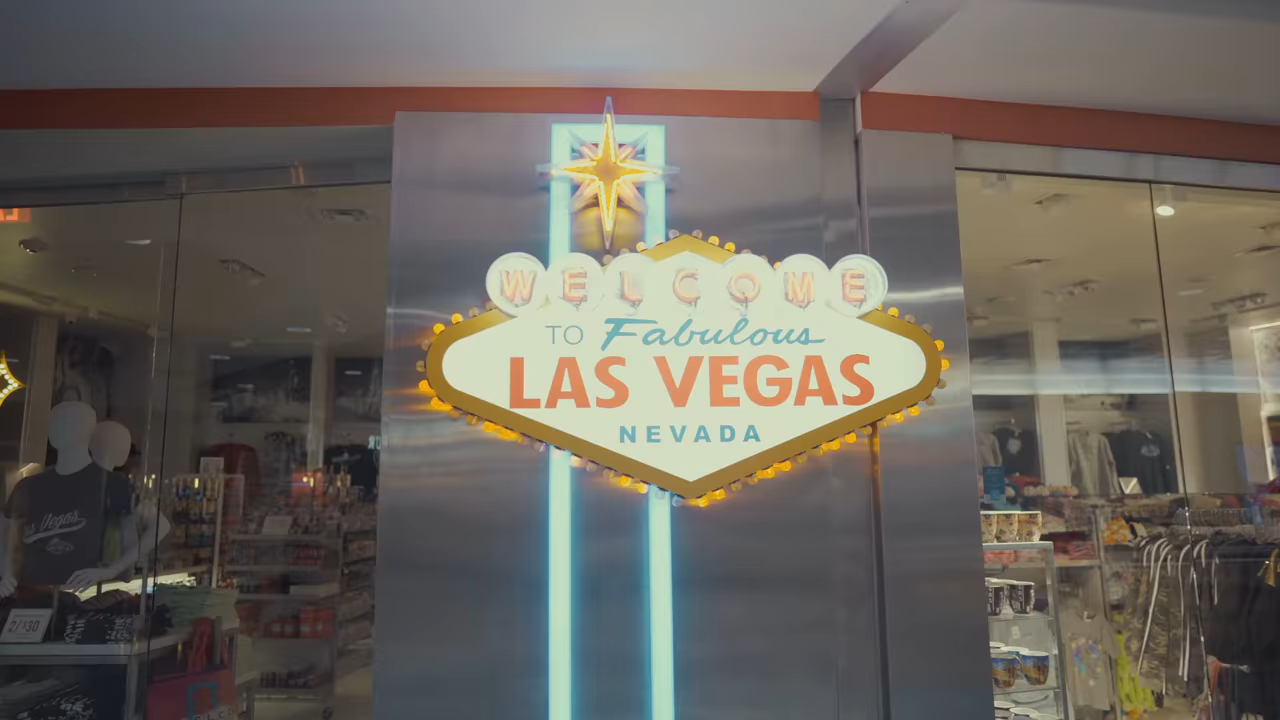 WELCOME
TO Fabulous
LAS VEGAS
NEVADA
Las Vegas
2/$30